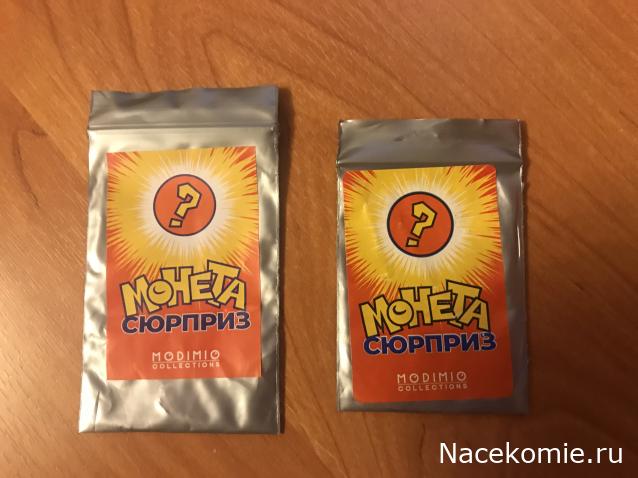 ?
МОНЕТА
СЮРПРИЗ
MODIMIO
COLLECTIONS
?
МОНЕТА
СЮРПРИЗ
MODIMIO
COLLECTIONS
Nacekomie.ru